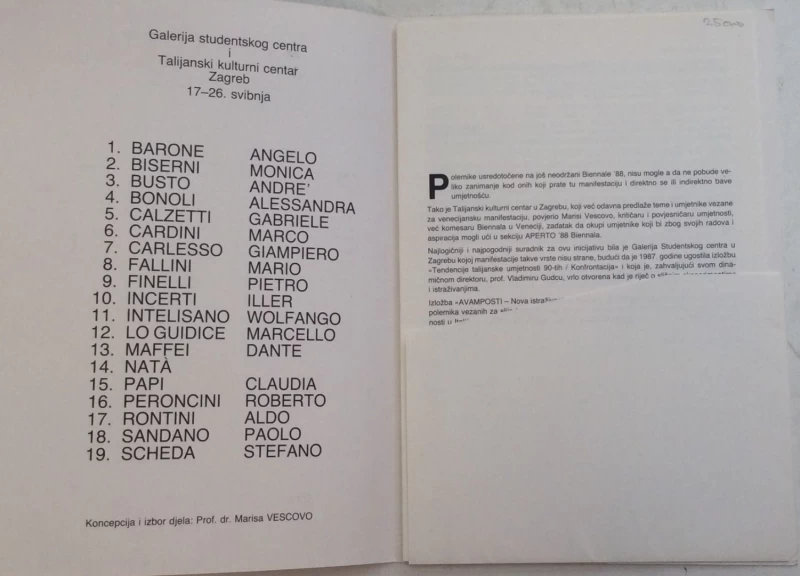 Galerija studentskog centra
i
Talijanski kulturni centar
Zagreb
17–26. svibnja
1. BARONE ANGELO
2. BISERNI MONICA
3. BUSTO ANDRE'
4. BONOLI ALESSANDRA
5. CALZETTI GABRIELE
6. CARDINI MARCO
7. CARLESSO GIAMPIERO
8. FALLINI MARIO
9. FINELLI PIETRO
10. INCERTI ILLER
11. INTELISANO WOLFANGO
12. LO GUIDICE MARCELLO
13. MAFFEI DANTE
14. NATÀ
15. PAPI CLAUDIA
16. PERONCINI ROBERTO
17. RONTINI ALDO
18. SANDANO PAOLO
19. SCHEDA STEFANO
Koncepcija i izbor djela: Prof. dr. Marisa VESCOVO
Polemike usredotočene na još neodržani Biennale '88, nisu mogle a da ne pobude ve-
liko zanimanje kod onih koji prate tu manifestaciju i direktno se ili indirektno bave
umjetnošću.
Tako je Talijanski kulturni centar u Zagrebu, koji već odavna predlaže teme i umjetnike vezane
za venecijansku manifestaciju, povjerio Marisi Vescovo, kritičaru i povjesničaru umjetnosti,
već komesaru Biennala u Veneciji, zadatak da okupi umjetnike koji bi zbog svojih radova i
aspiracija mogli ući u sekciju APERTO '88 Biennala.
Najlogičniji i najpogodniji suradnik za ovu inicijativu bila je Galerija Studentskog centra u
Zagrebu kojoj manifestacije takve vrste nisu strane, budući da je 1987. godine ugostila izložbu
»Tendencije talijanske umjetnosti 90-tih / Konfrontacija« i koja je, zahvaljujući svom dina-
mičnom direktoru, prof. Vladimiru Gudcu, vrlo otvorena kad je riječ o
i istraživanjima.
Izložba »AVAMPOSTI – Nova
polemika vezanih za
nosti u